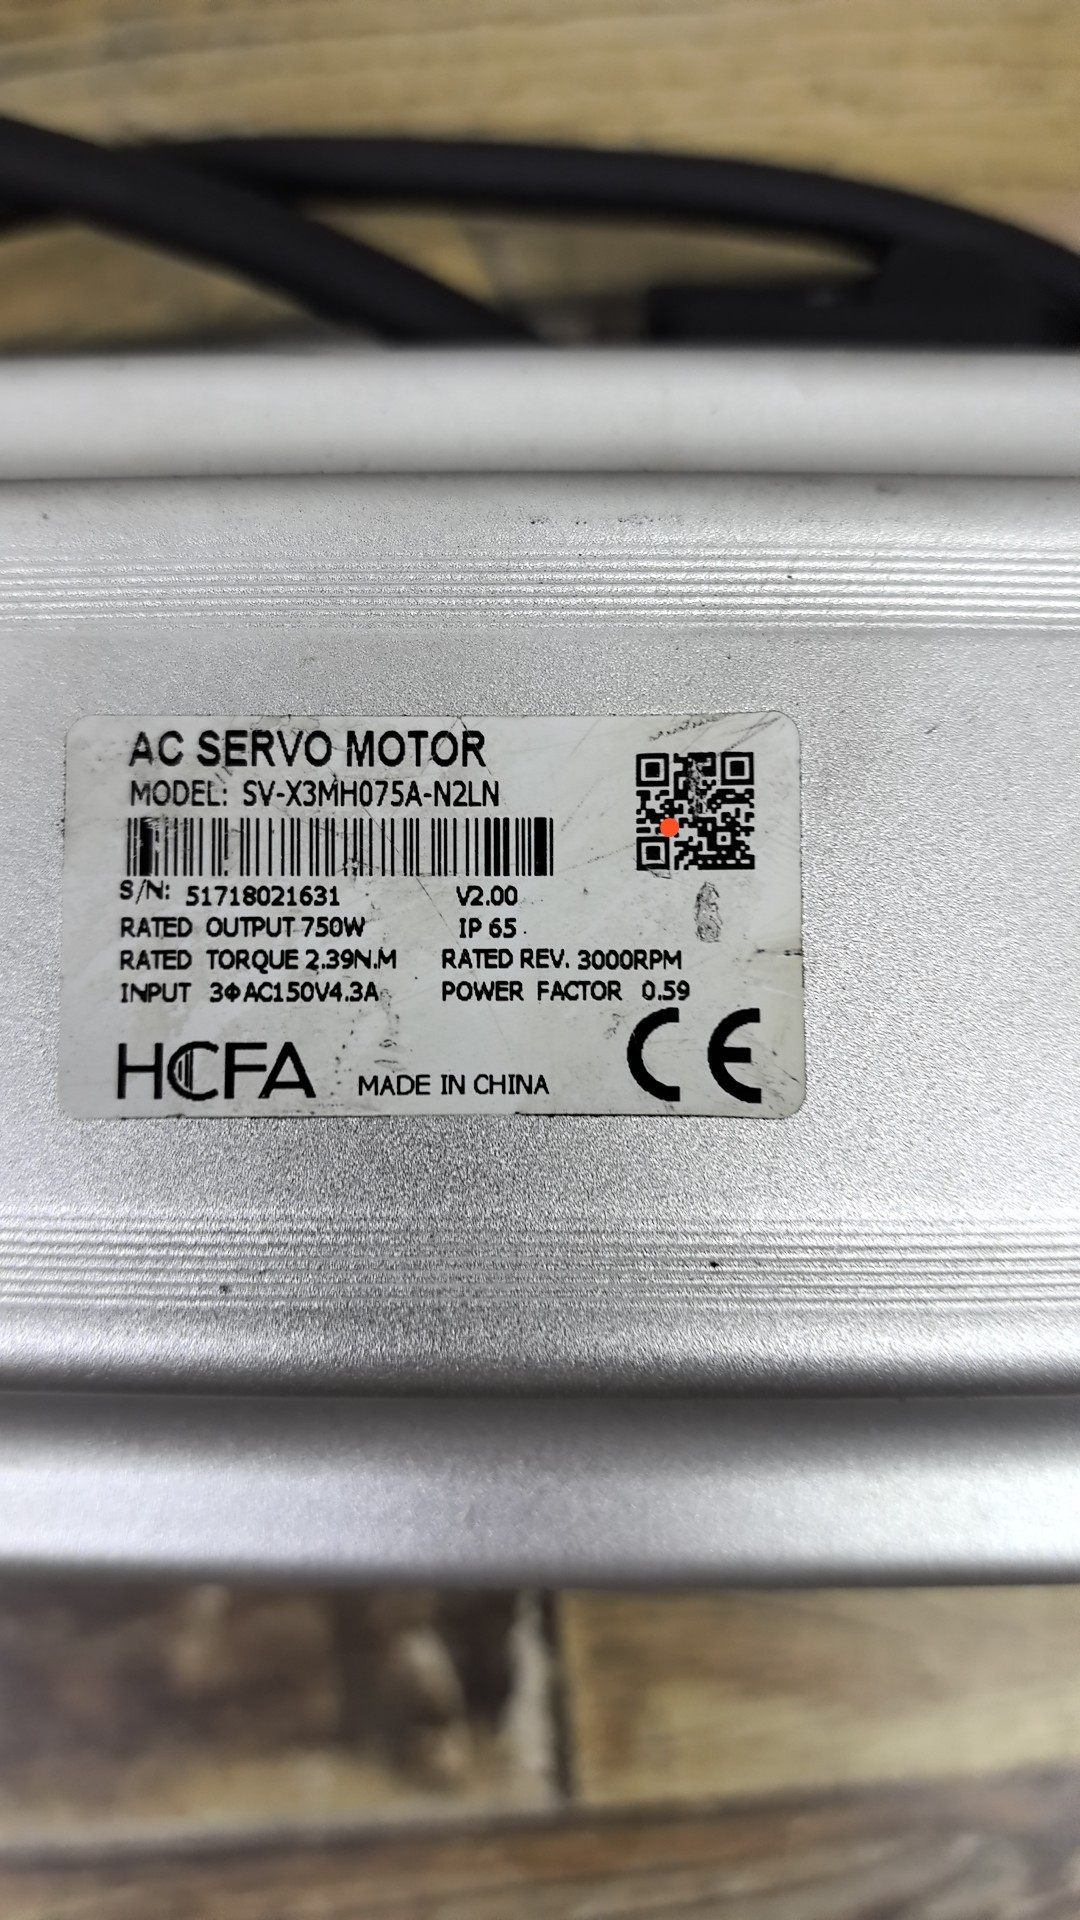 AC SERVO MOTOR
MODEL: SV-X3MH075A-N2LN
S/N: 51718021631 V2.00
RATED OUTPUT 750W IP 65
RATED TORQUE 2.39N.M RATED REV. 3000RPM
INPUT 3ΦAC150V4.3A POWER FACTOR 0.59
HCFA MADE IN CHINA CE